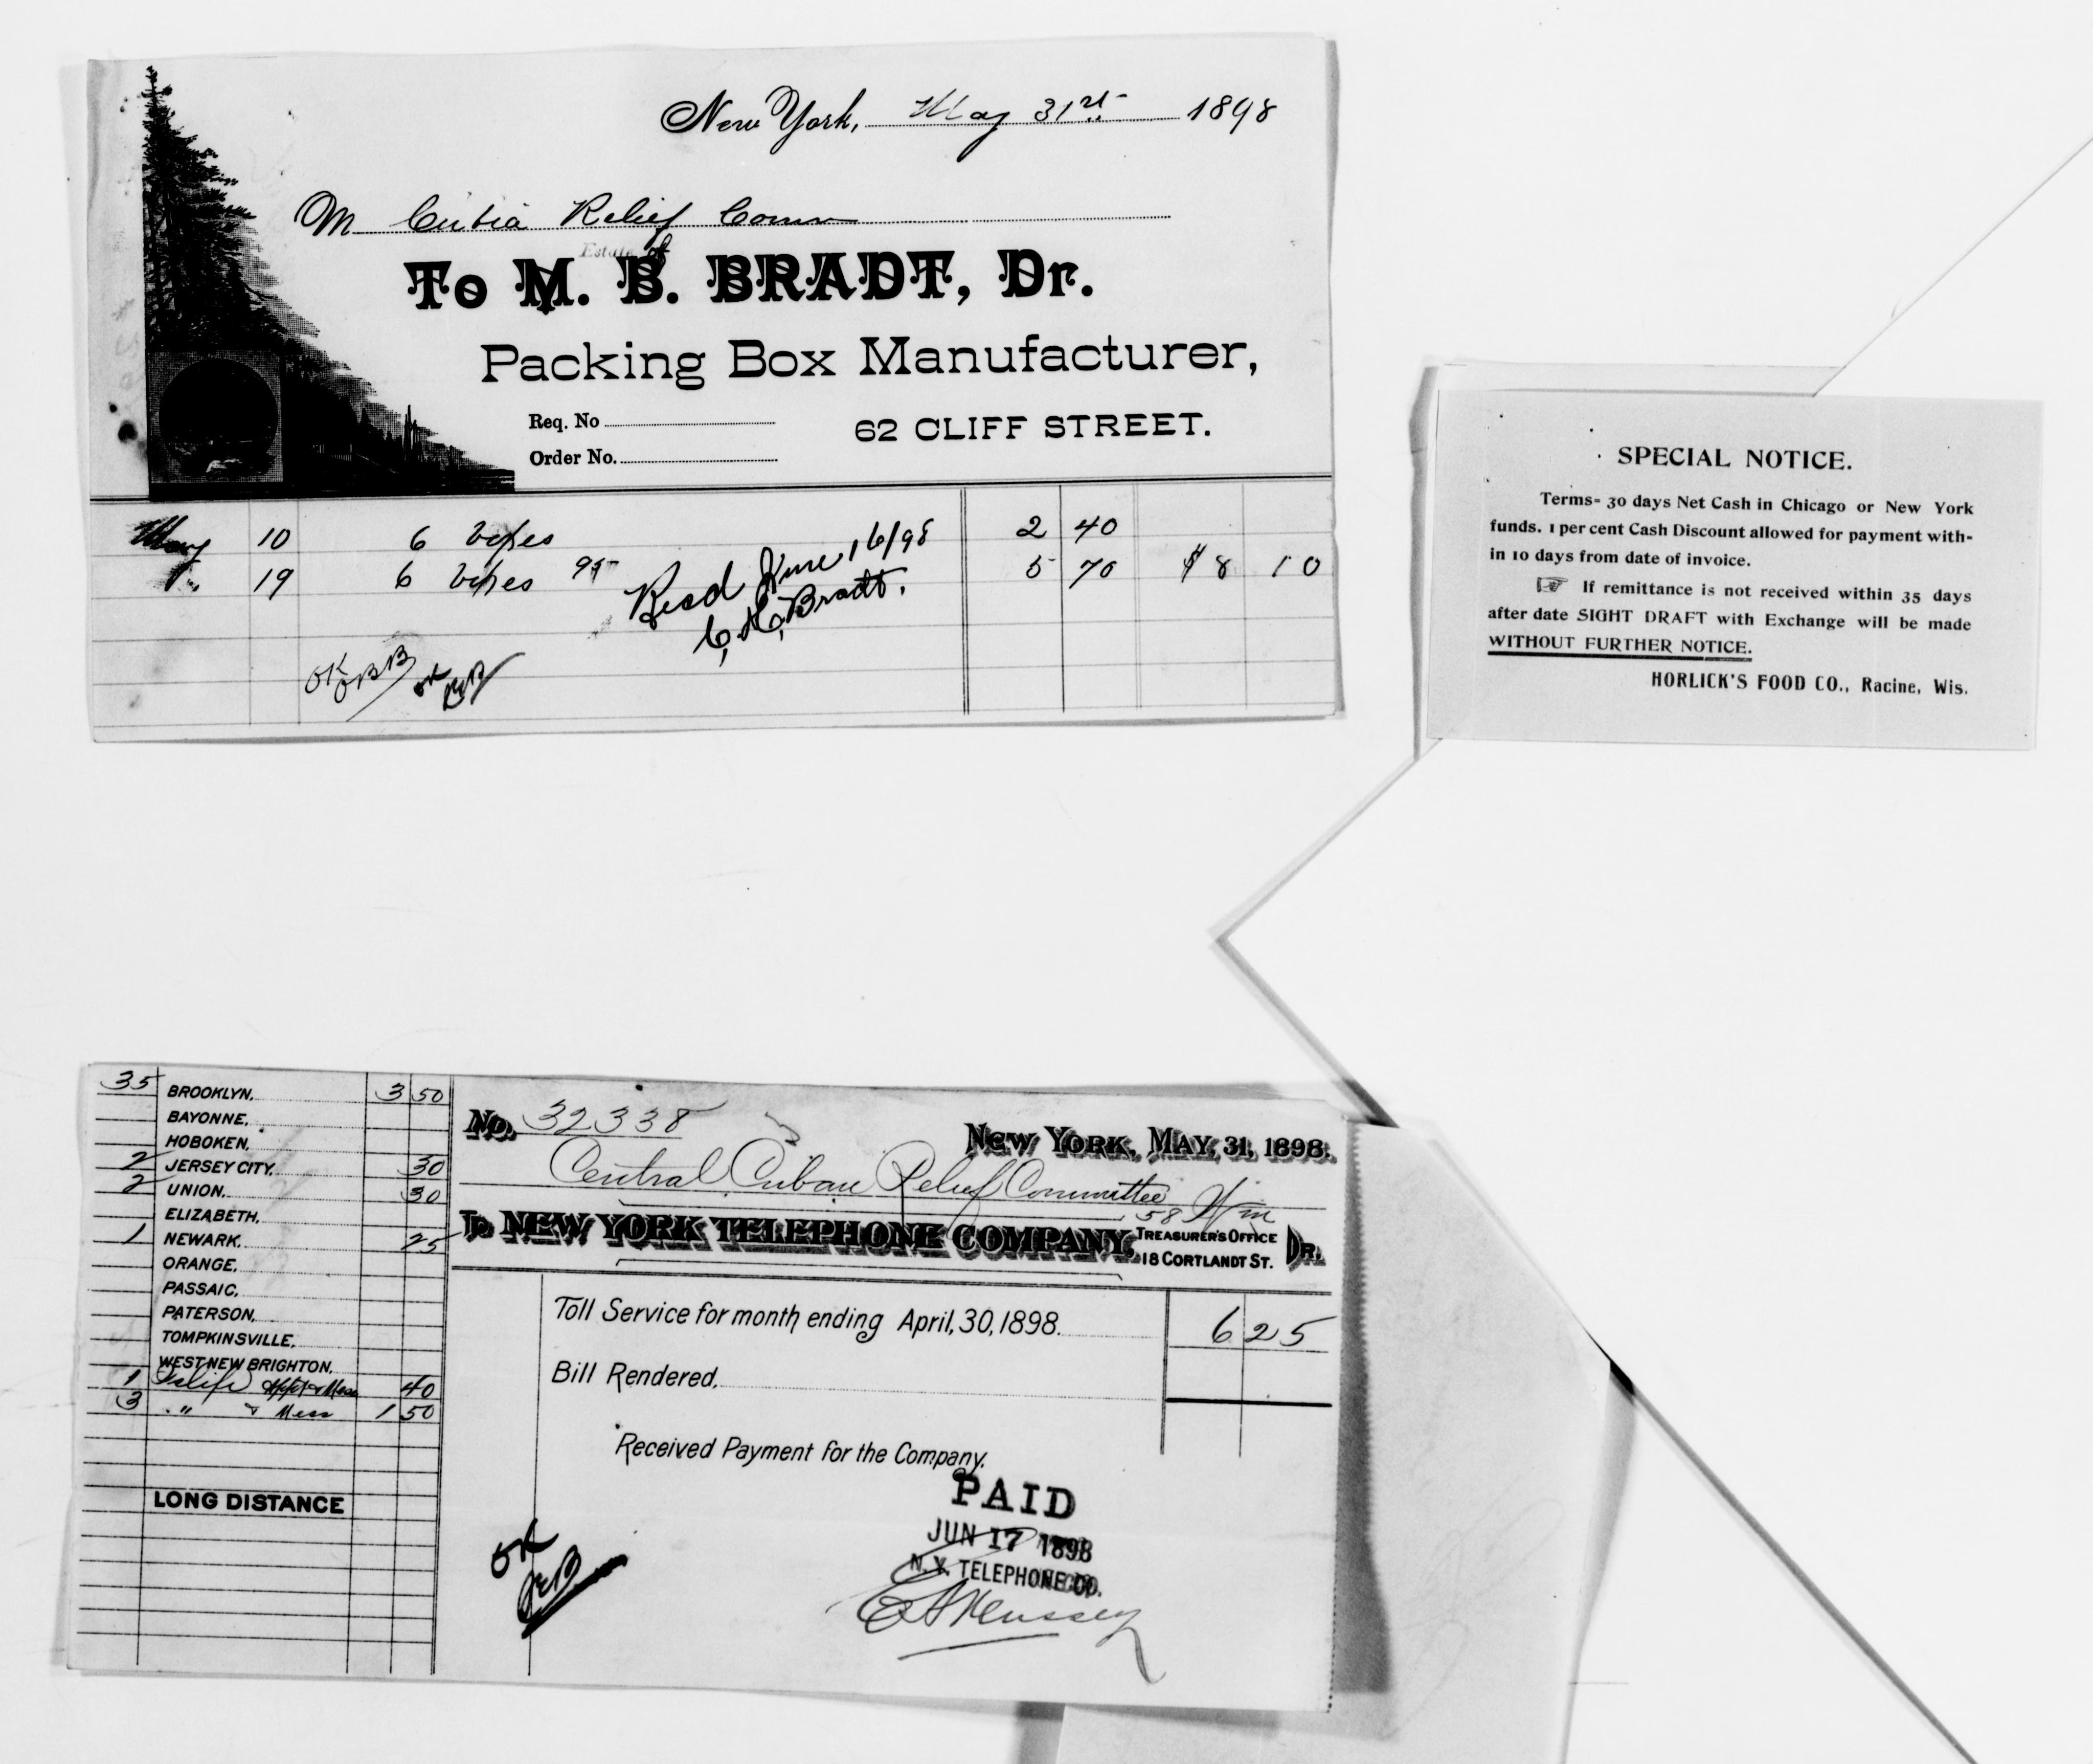 New York, May 31st 1898
M Cuba Relief Comm
Estate of
To M. B. BRADT, Dr.
Packing Box Manufacturer,
Req. No
62 CLIFF STREET.
Order No.
May 10 6 boxes 2 40
" 19 6 boxes 95 5 70 $8 10
Recd June 16/98
C. H. Bradt.
OK
OK
SPECIAL NOTICE.
Terms- 30 days Net Cash in Chicago or New York
funds. 1 per cent Cash Discount allowed for payment with-
in 10 days from date of invoice.
☞ If remittance is not received within 35 days
after date SIGHT DRAFT with Exchange will be made
WITHOUT FURTHER NOTICE.
HORLICK'S FOOD CO., Racine, Wis.
35 BROOKLYN, 3 50
BAYONNE,
HOBOKEN,
2 JERSEY CITY, 30
2 UNION, 30
ELIZABETH,
1 NEWARK, 25
ORANGE,
PASSAIC,
PATERSON,
TOMPKINSVILLE,
WEST NEW BRIGHTON,
1 & Mess 40
3 " & Mess 1 50
LONG DISTANCE
No. 32338
NEW YORK, MAY, 31, 1898.
Central Cuban Relief Committee
58 Wm
To NEW YORK TELEPHONE COMPANY,
TREASURER'S OFFICE
18 CORTLANDT ST.
DR.
Toll Service for month ending April, 30, 1898. 6 25
Bill Rendered,
Received Payment for the Company,
PAID
JUN 17 1898
N.Y. TELEPHONE CO.
E A Hussey
OK